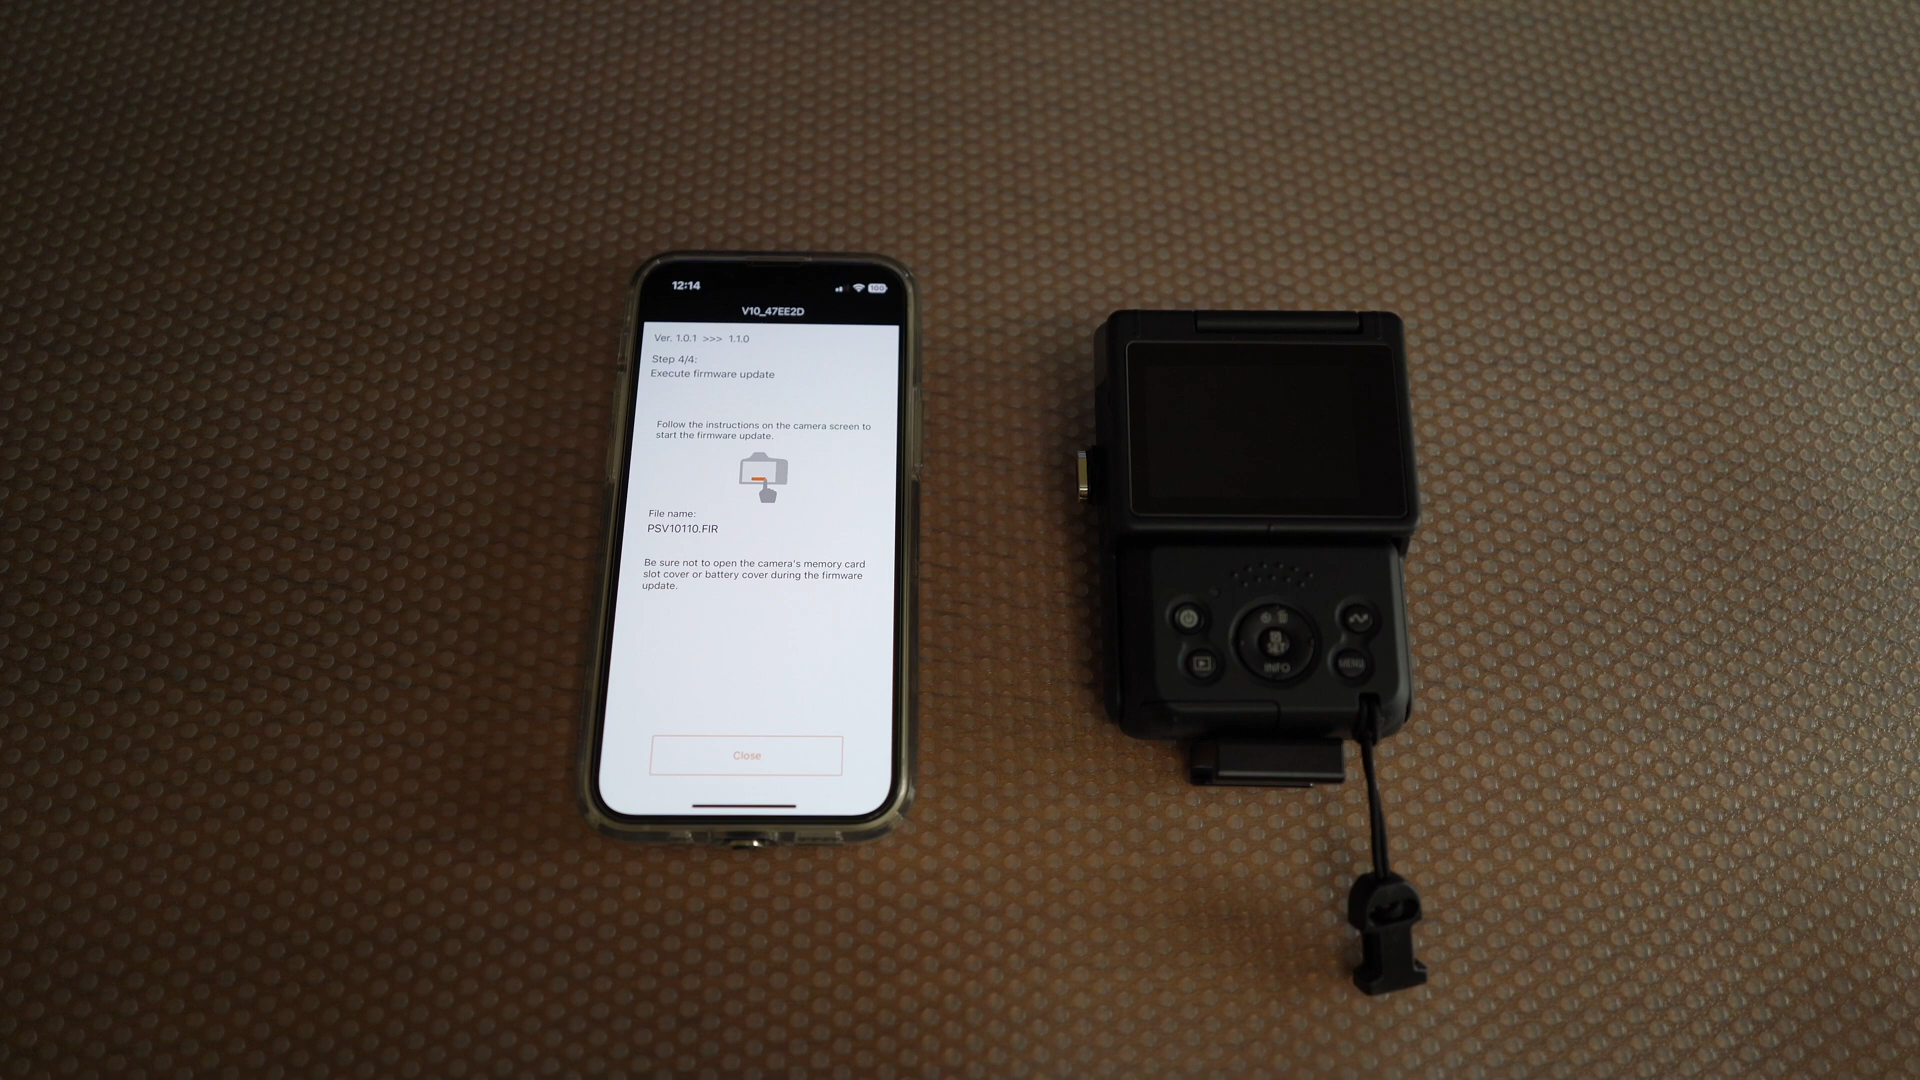 12:14
100
V10_47EE2D
Ver. 1.0.1 >>> 1.1.0
Step 4/4:
Execute firmware update
Follow the instructions on the camera screen to
start the firmware update.
File name:
PSV10110.FIR
Be sure not to open the camera's memory card
slot cover or battery cover during the firmware
update.
Close
SET
INFO
MENU